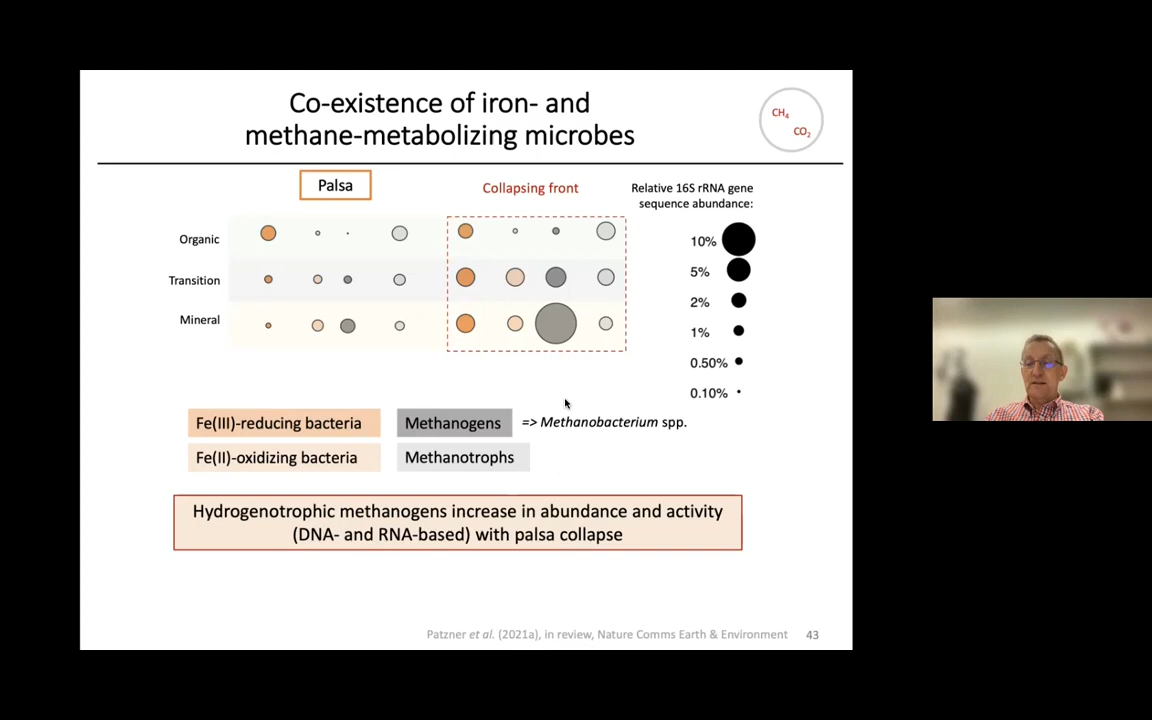 Co-existence of iron- and
methane-metabolizing microbes
CH4
CO2
Palsa
Collapsing front
Relative 16S rRNA gene
sequence abundance:
Organic
Transition
Mineral
10%
5%
2%
1%
0.50%
0.10%
Fe(III)-reducing bacteria
Methanogens
=> Methanobacterium spp.
Fe(II)-oxidizing bacteria
Methanotrophs
Hydrogenotrophic methanogens increase in abundance and activity
(DNA- and RNA-based) with palsa collapse
Patzner et al. (2021a), in review, Nature Comms Earth & Environment
43